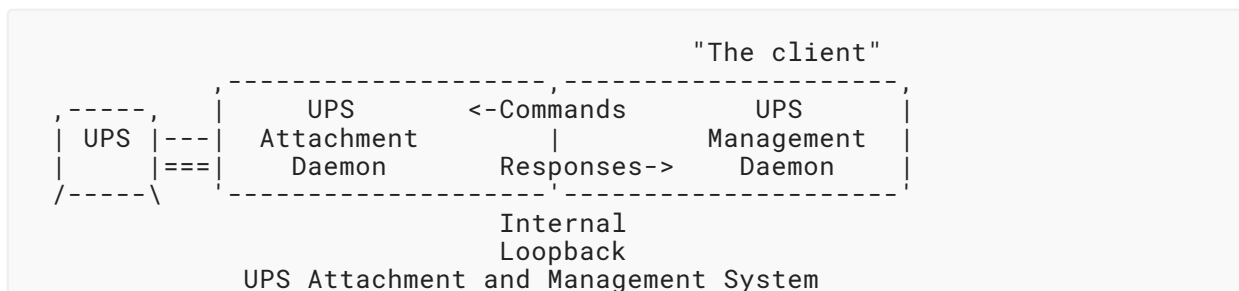 "The client"
,--------------------,---------------------,
,-----, | UPS <-Commands UPS |
| UPS |---| Attachment | Management |
| |===| Daemon Responses-> Daemon |
/-----\ '--------------------'---------------------'
Internal
Loopback
UPS Attachment and Management System